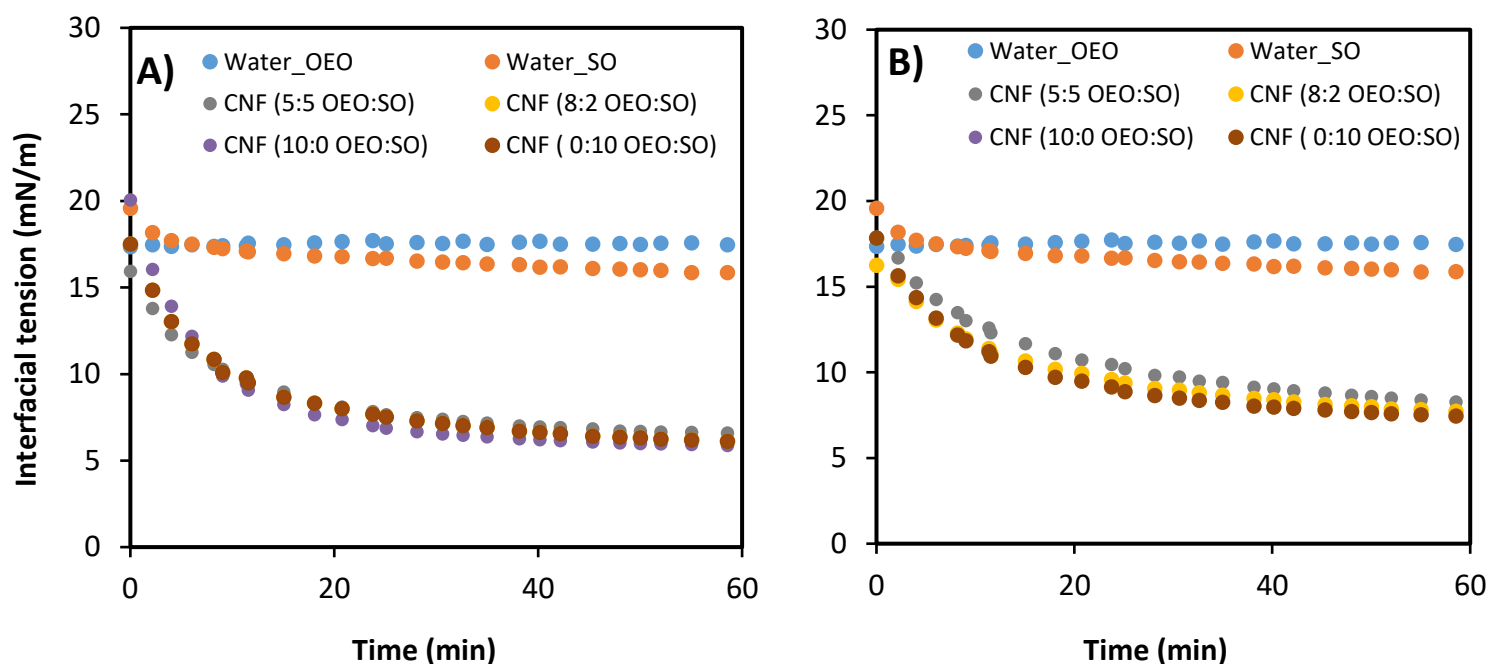 A)
Water_OEO
Water_SO
CNF (5:5 OEO:SO)
CNF (8:2 OEO:SO)
CNF (10:0 OEO:SO)
CNF ( 0:10 OEO:SO)
30
25
20
15
10
5
0
0
20
40
60
Interfacial tension (mN/m)
Time (min)
B)
Water_OEO
Water_SO
CNF (5:5 OEO:SO)
CNF (8:2 OEO:SO)
CNF (10:0 OEO:SO)
CNF ( 0:10 OEO:SO)
30
25
20
15
10
5
0
0
20
40
60
Time (min)